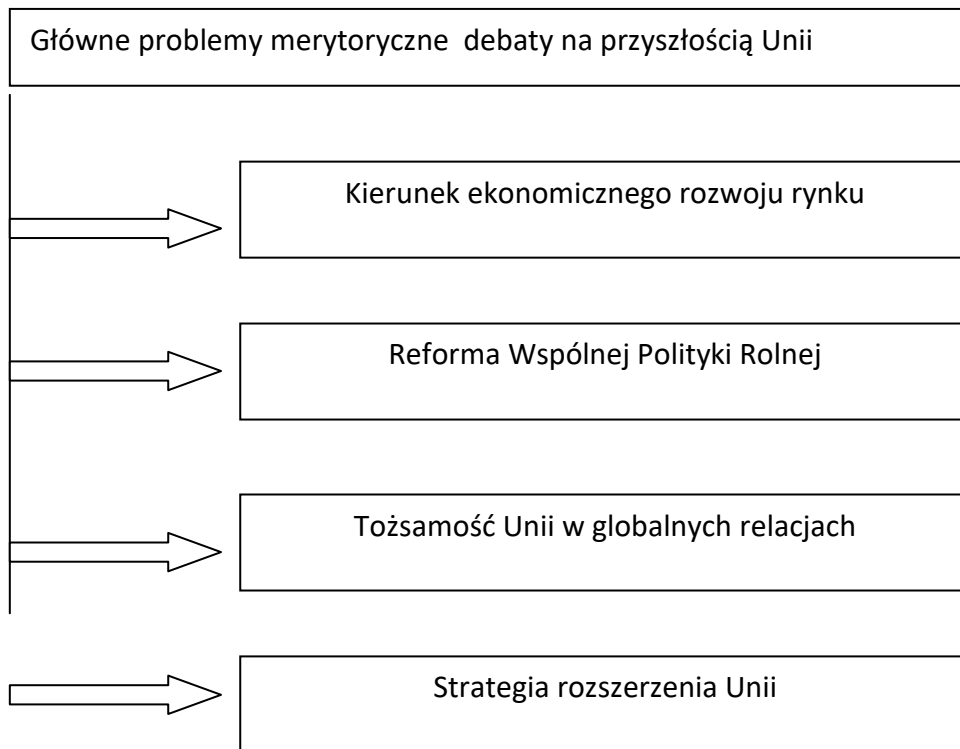 Główne problemy merytoryczne debaty na przyszłością Unii
Kierunek ekonomicznego rozwoju rynku
Reforma Wspólnej Polityki Rolnej
Tożsamość Unii w globalnych relacjach
Strategia rozszerzenia Unii